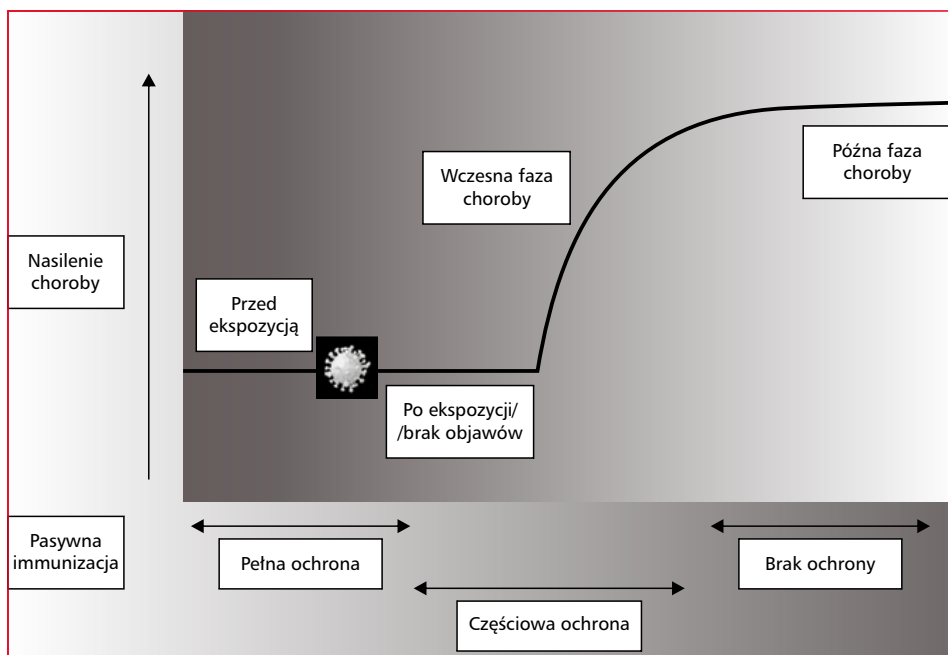 Wczesna faza
choroby
Późna faza
choroby
Nasilenie
choroby
Przed
ekspozycją
Po ekspozycji/
/brak objawów
Pasywna
immunizacja
Pełna ochrona
Brak ochrony
Częściowa ochrona